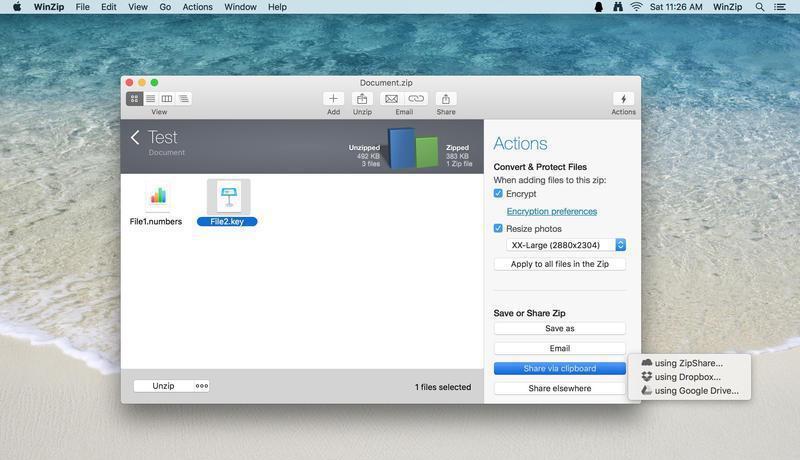 WinZip File Edit View Go Actions Window Help Sat 11:26 AM WinZip
Document.zip
View Add Unzip Email Share Actions
Test
Document
Unzipped
492 KB
3 files
Zipped
383 KB
1 Zip file
File1.numbers
File2.key
Unzip
1 files selected
Actions
Convert & Protect Files
When adding files to this zip:
Encrypt
Encryption preferences
Resize photos
XX-Large (2880x2304)
Apply to all files in the Zip
Save or Share Zip
Save as
Email
Share via clipboard
Share elsewhere
using ZipShare...
using Dropbox...
using Google Drive...